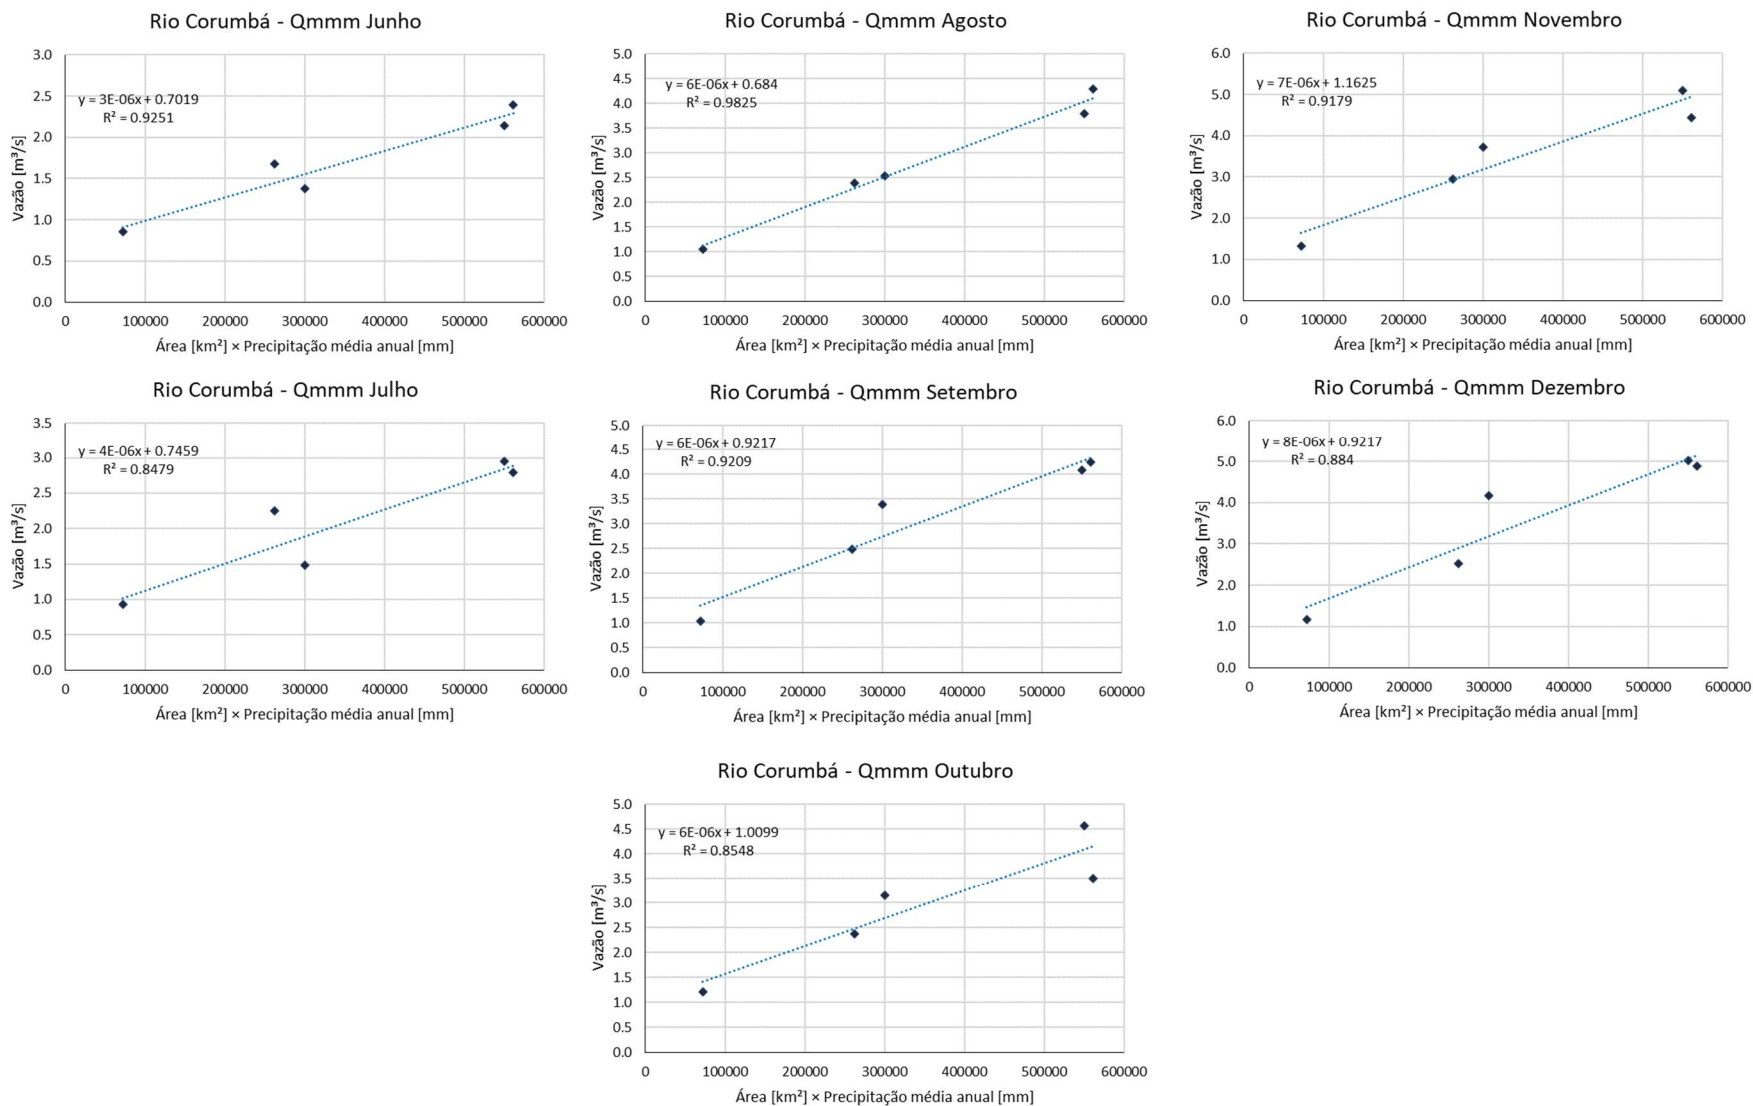 Rio Corumbá - Qmmm Junho
y = 3E-06x + 0.7019
R² = 0.9251
Vazão [m³/s]
3.0
2.5
2.0
1.5
1.0
0.5
0.0
0 100000 200000 300000 400000 500000 600000
Área [km²] × Precipitação média anual [mm]
Rio Corumbá - Qmmm Agosto
y = 6E-06x + 0.684
R² = 0.9825
Vazão [m³/s]
5.0
4.5
4.0
3.5
3.0
2.5
2.0
1.5
1.0
0.5
0.0
0 100000 200000 300000 400000 500000 600000
Área [km²] × Precipitação média anual [mm]
Rio Corumbá - Qmmm Novembro
y = 7E-06x + 1.1625
R² = 0.9179
Vazão [m³/s]
6.0
5.0
4.0
3.0
2.0
1.0
0.0
0 100000 200000 300000 400000 500000 600000
Área [km²] × Precipitação média anual [mm]
Rio Corumbá - Qmmm Julho
y = 4E-06x + 0.7459
R² = 0.8479
Vazão [m³/s]
3.5
3.0
2.5
2.0
1.5
1.0
0.5
0.0
0 100000 200000 300000 400000 500000 600000
Área [km²] × Precipitação média anual [mm]
Rio Corumbá - Qmmm Setembro
y = 6E-06x + 0.9217
R² = 0.9209
Vazão [m³/s]
5.0
4.5
4.0
3.5
3.0
2.5
2.0
1.5
1.0
0.5
0.0
0 100000 200000 300000 400000 500000 600000
Área [km²] × Precipitação média anual [mm]
Rio Corumbá - Qmmm Dezembro
y = 8E-06x + 0.9217
R² = 0.884
Vazão [m³/s]
6.0
5.0
4.0
3.0
2.0
1.0
0.0
0 100000 200000 300000 400000 500000 600000
Área [km²] × Precipitação média anual [mm]
Rio Corumbá - Qmmm Outubro
y = 6E-06x + 1.0099
R² = 0.8548
Vazão [m³/s]
5.0
4.5
4.0
3.5
3.0
2.5
2.0
1.5
1.0
0.5
0.0
0 100000 200000 300000 400000 500000 600000
Área [km²] × Precipitação média anual [mm]